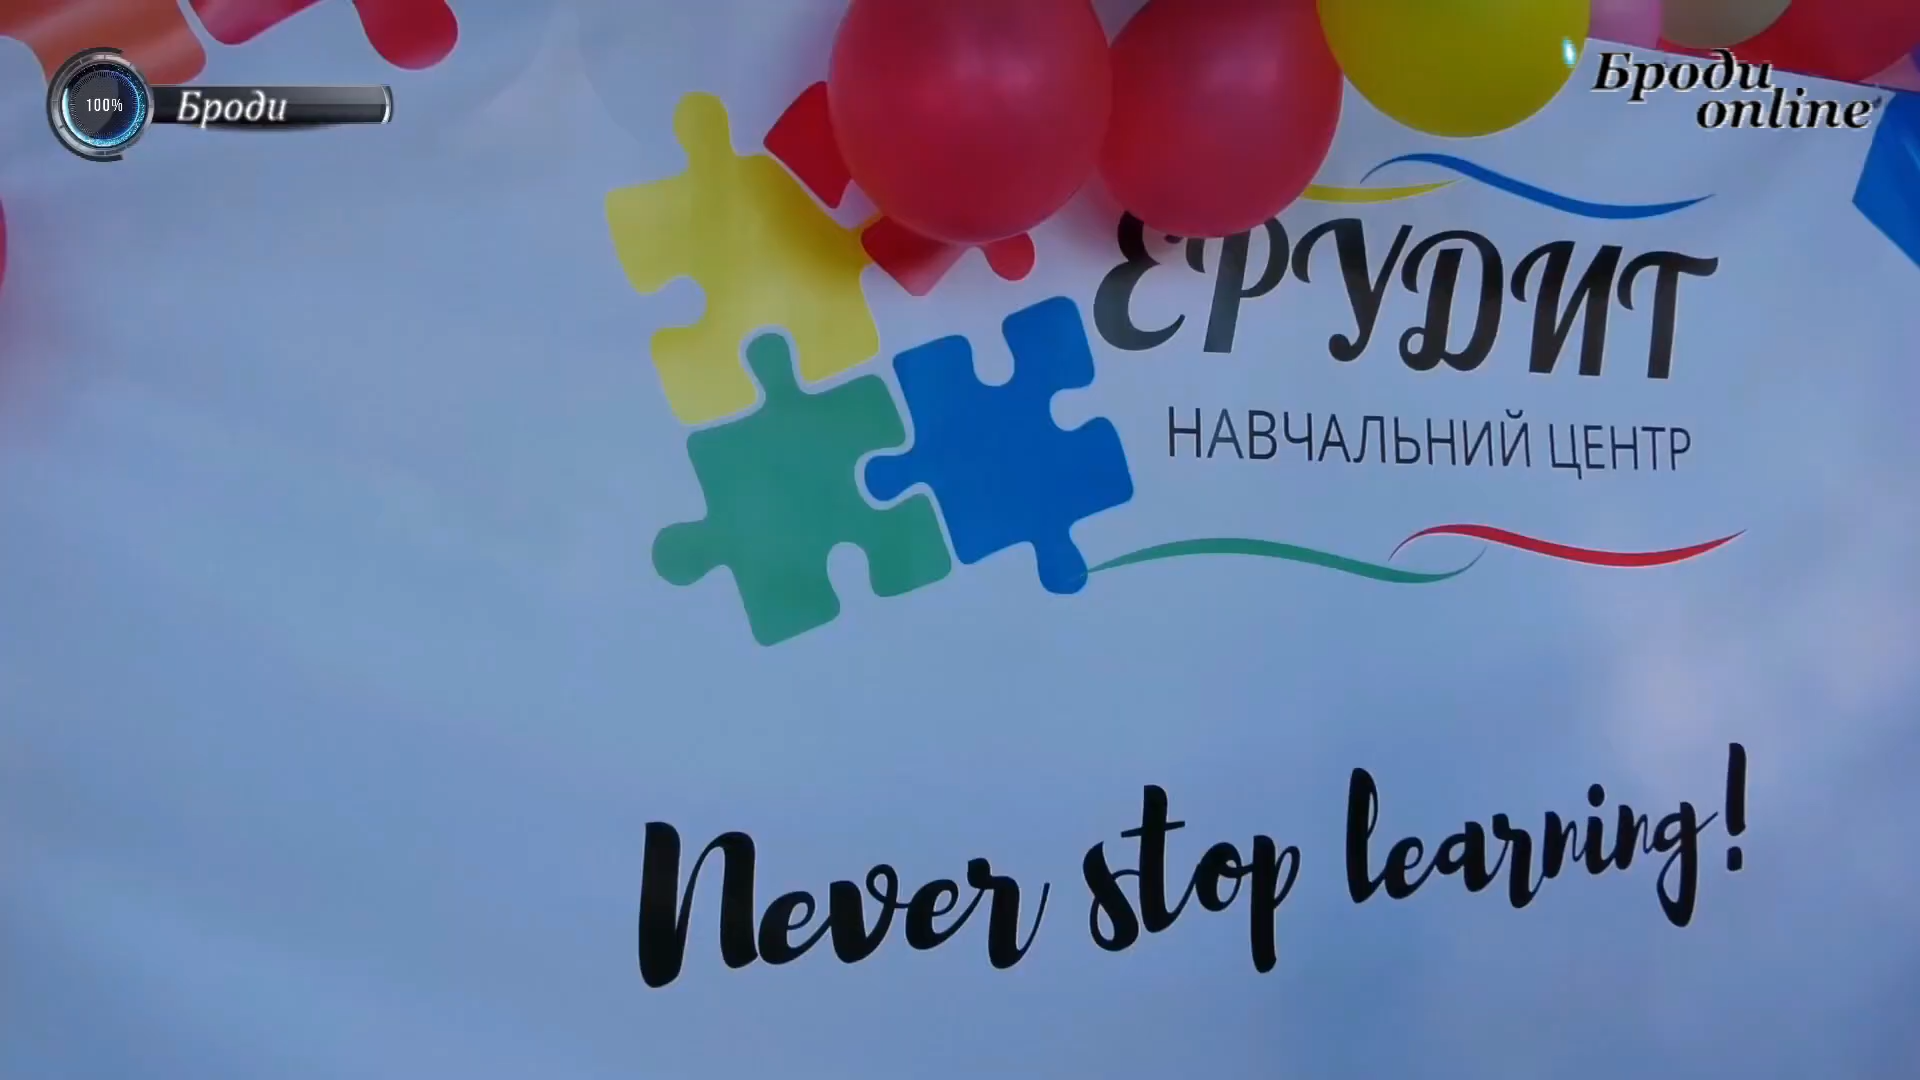 100%
Броди
Броди
online
ЕРУДИТ
НАВЧАЛЬНИЙ ЦЕНТР
Never stop learning!